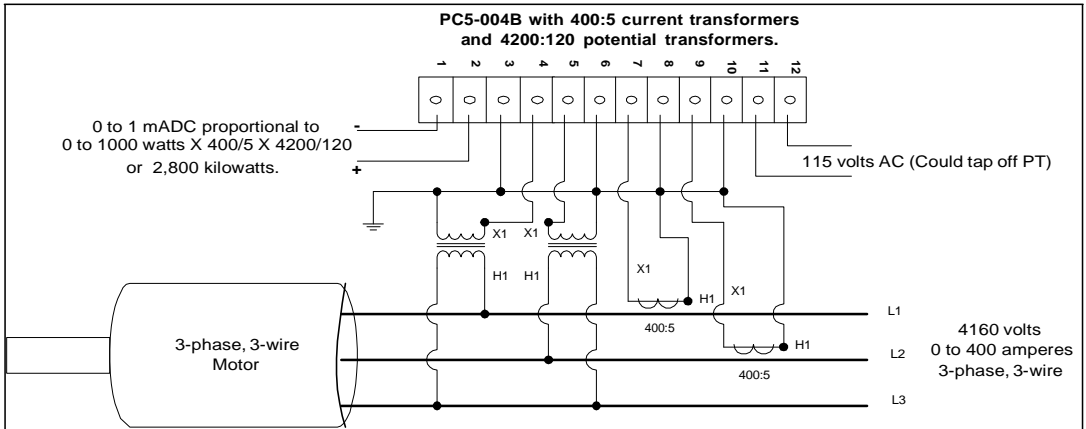 PC5-004B with 400:5 current transformers
and 4200:120 potential transformers.
1 2 3 4 5 6 7 8 9 10 11 12
0 to 1 mADC proportional to
0 to 1000 watts X 400/5 X 4200/120
or 2,800 kilowatts.
-
+
115 volts AC (Could tap off PT)
X1 X1
H1 H1
X1
H1
X1
400:5
H1
400:5
L1
L2
L3
3-phase, 3-wire
Motor
4160 volts
0 to 400 amperes
3-phase, 3-wire